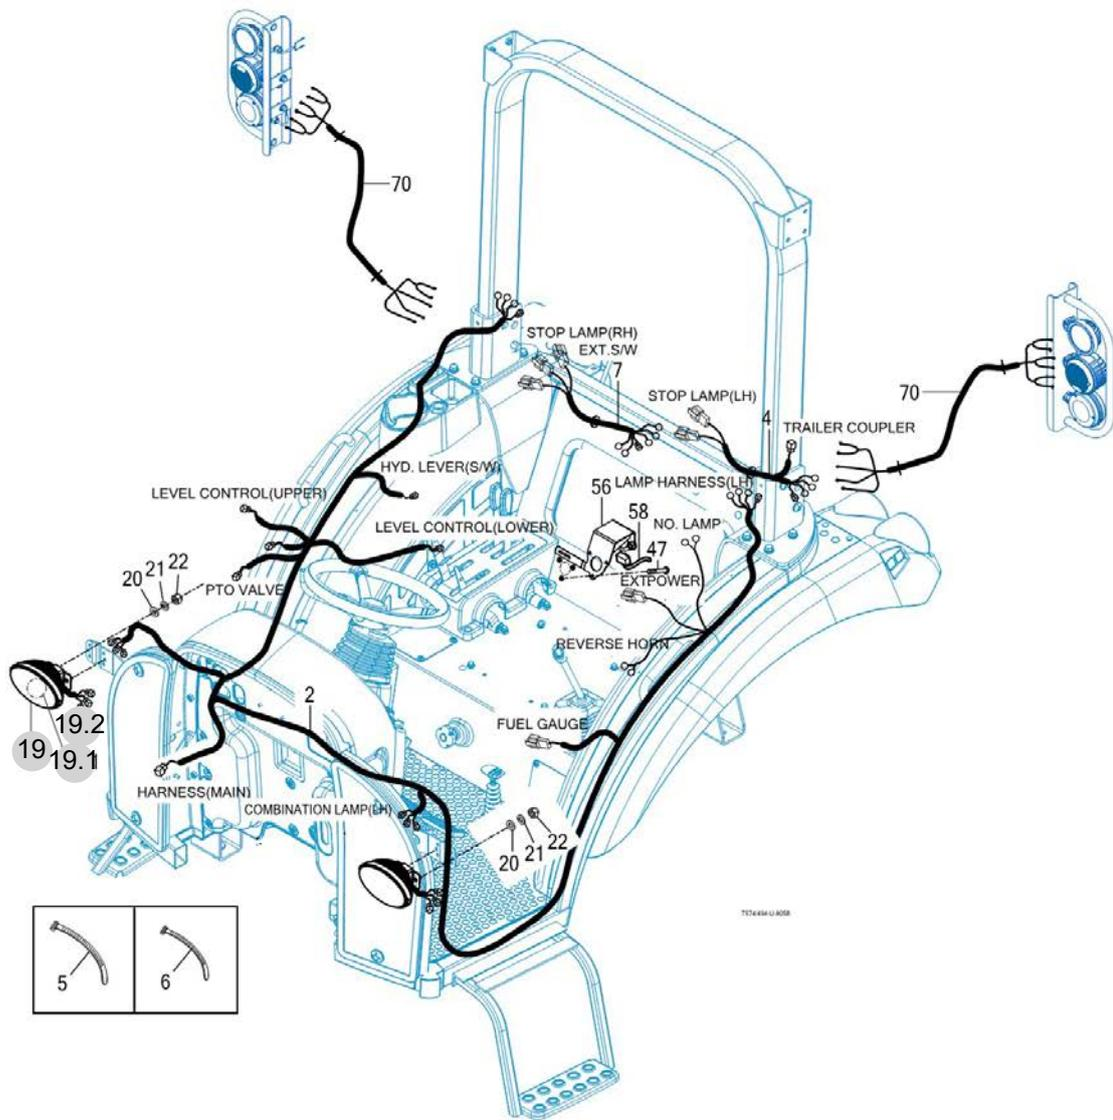 70
STOP LAMP(RH)
EXT.S/W
7
STOP LAMP(LH)
70
4
TRAILER COUPLER
HYD. LEVER(S/W)
LAMP HARNESS(LH)
LEVEL CONTROL(UPPER)
56
58
NO. LAMP
LEVEL CONTROL(LOWER)
47
20
21
22
PTO VALVE
EXTPOWER
REVERSE HORN
2
19.2
19
19.1
FUEL GAUGE
HARNESS(MAIN)
COMBINATION LAMP(LH)
20
21
22
5
6